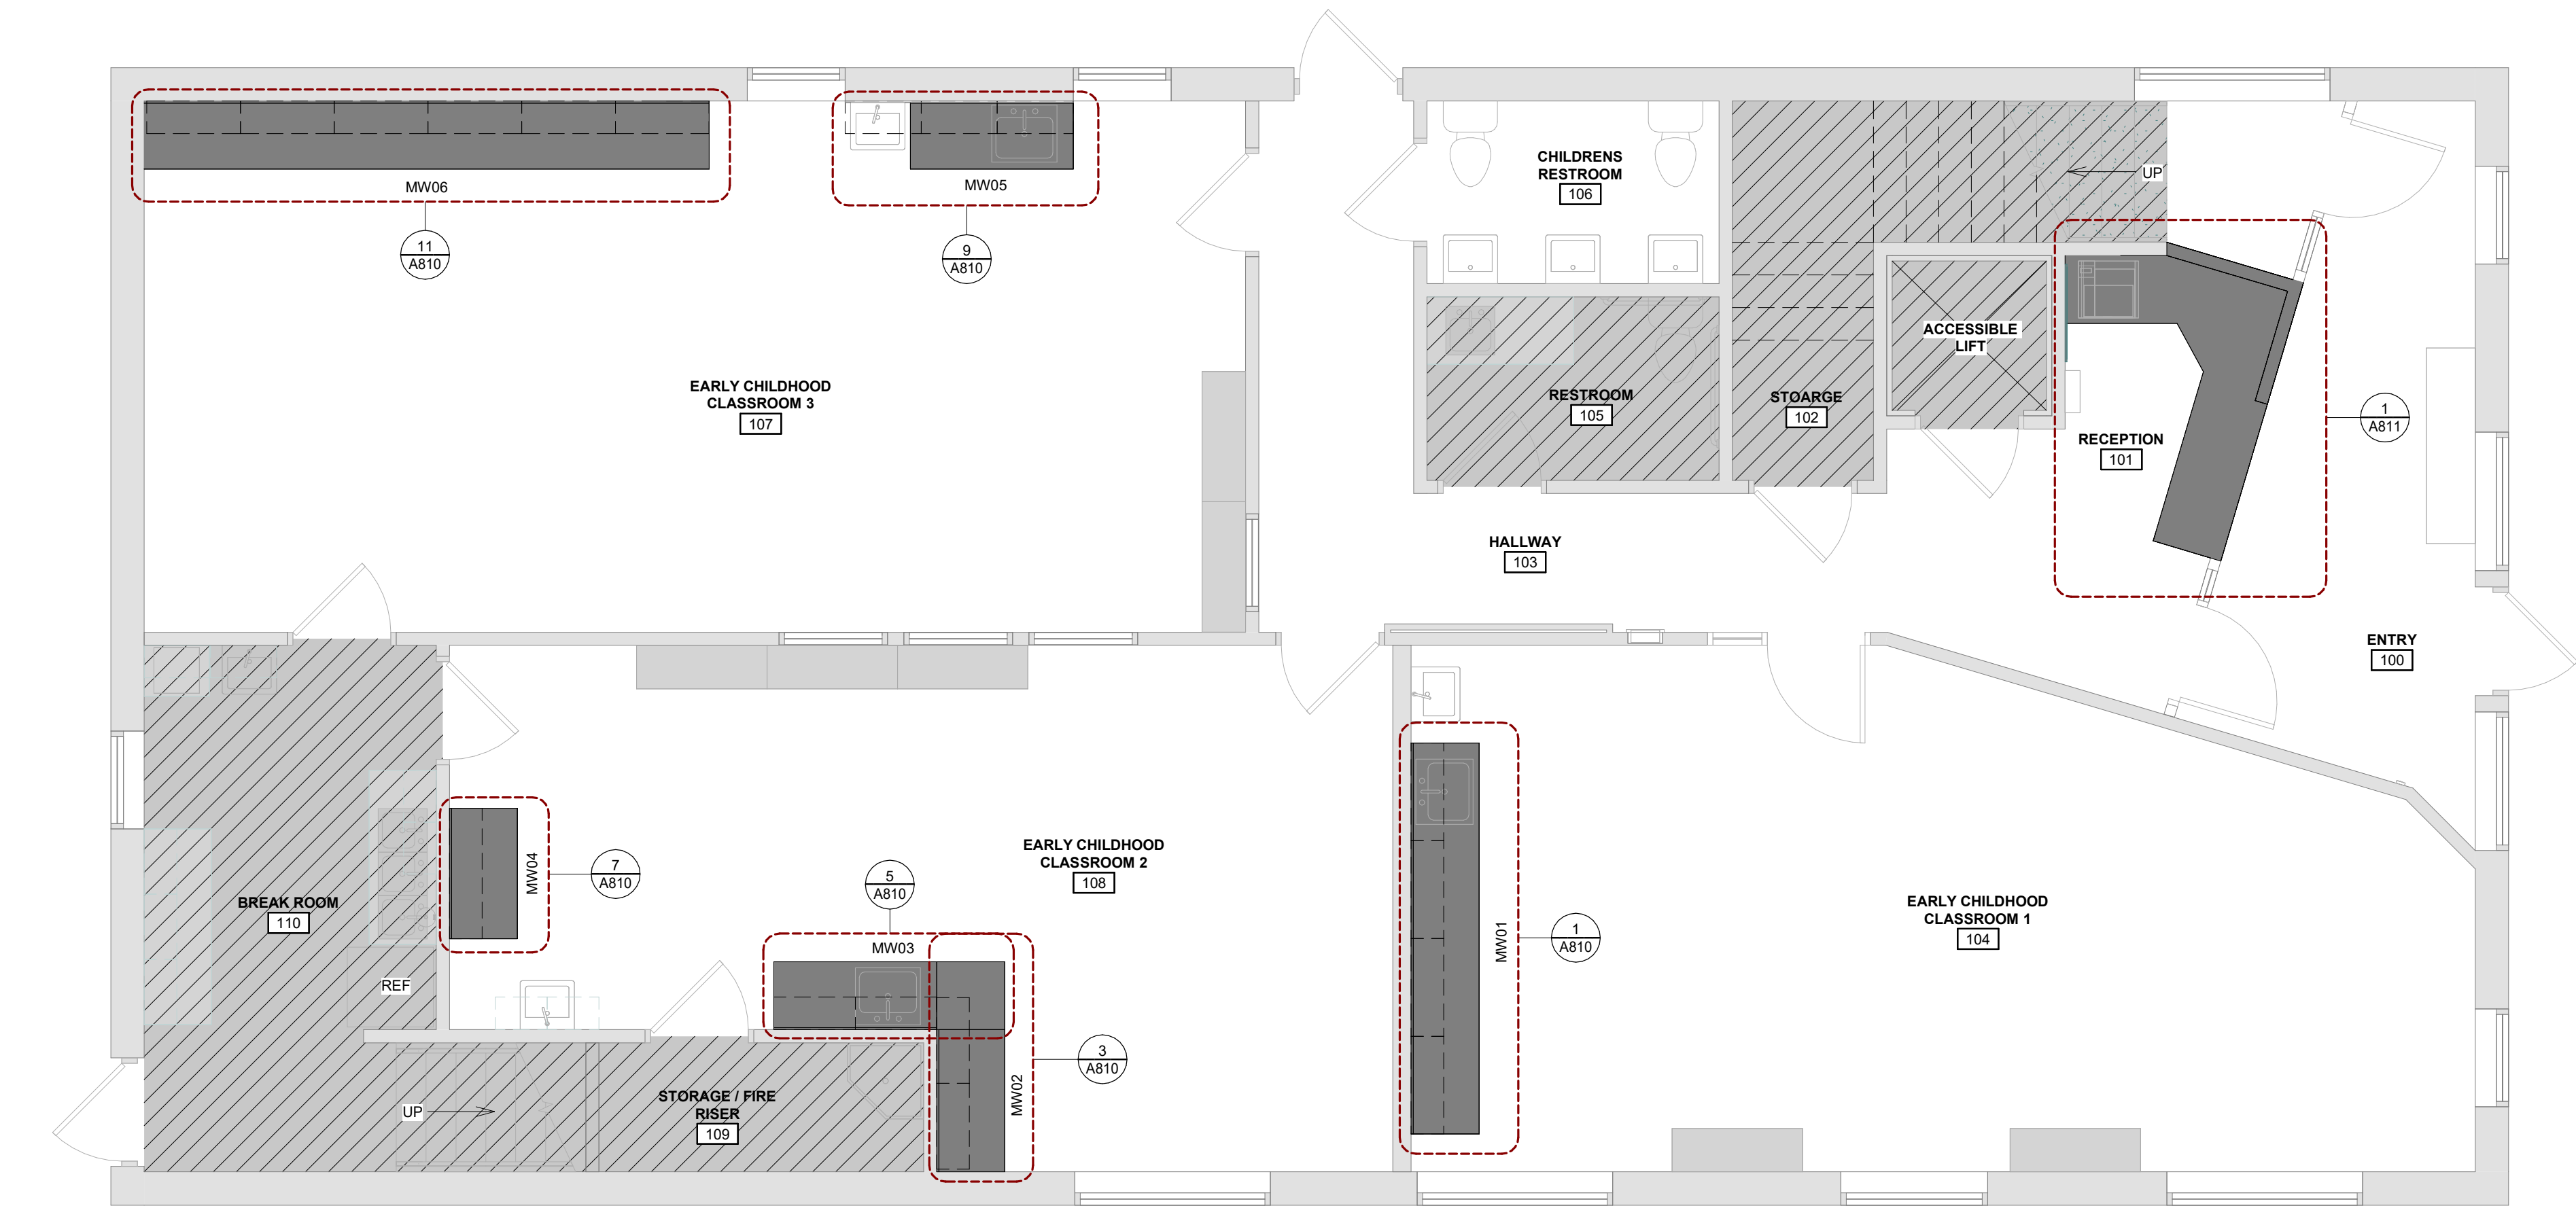 MW06
MW05
11
A810
9
A810
EARLY CHILDHOOD
CLASSROOM 3
107
CHILDRENS
RESTROOM
106
UP
RESTROOM
105
STOARGE
102
ACCESSIBLE
LIFT
RECEPTION
101
1
A811
HALLWAY
103
ENTRY
100
MW04
7
A810
BREAK ROOM
110
REF
5
A810
MW03
EARLY CHILDHOOD
CLASSROOM 2
108
MW02
3
A810
UP
STORAGE / FIRE
RISER
109
MW01
1
A810
EARLY CHILDHOOD
CLASSROOM 1
104